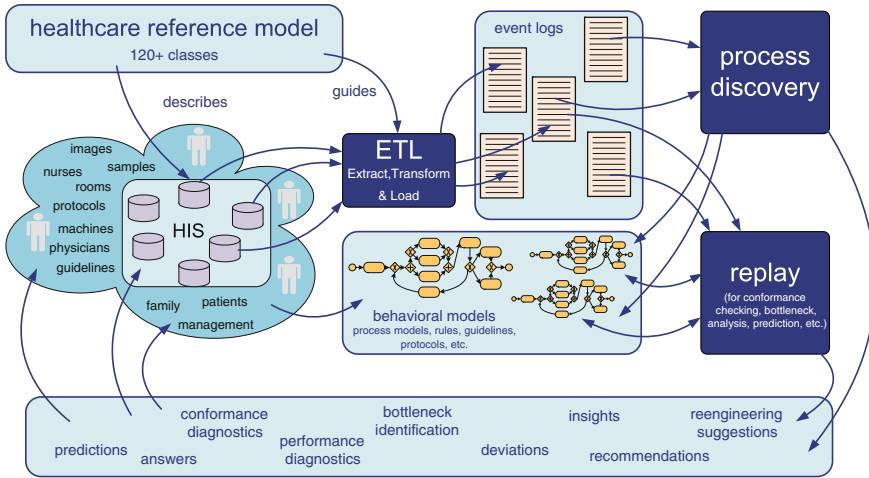 healthcare reference model
120+ classes
describes
guides
event logs
process
discovery
ETL
Extract,Transform
& Load
images
samples
nurses
rooms
protocols
machines
physicians
guidelines
HIS
family
patients
management
behavioral models
process models, rules, guidelines,
protocols, etc.
replay
(for conformance
checking, bottleneck,
analysis, prediction, etc.)
predictions
answers
conformance
diagnostics
performance
diagnostics
bottleneck
identification
deviations
insights
recommendations
reengineering
suggestions